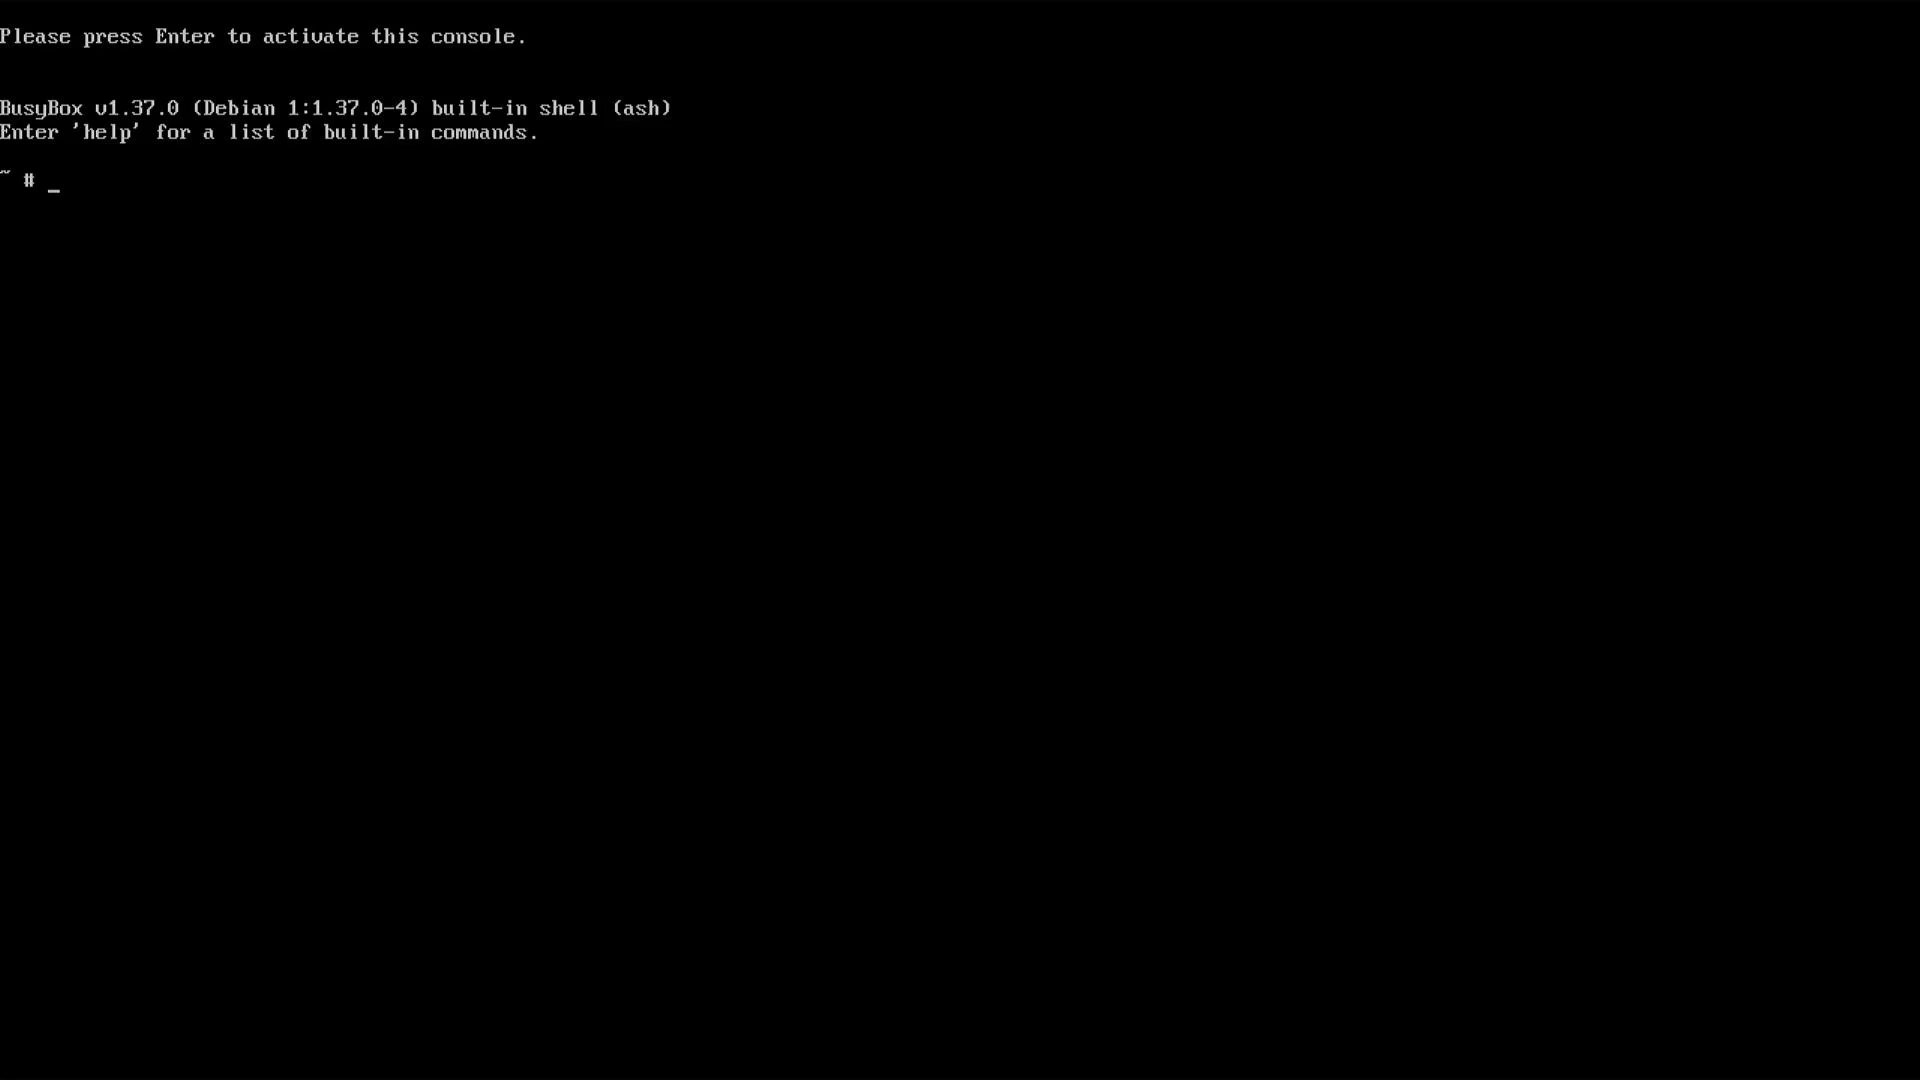 Please press Enter to activate this console.
BusyBox v1.37.0 (Debian 1:1.37.0-4) built-in shell (ash)
Enter 'help' for a list of built-in commands.
~ # _